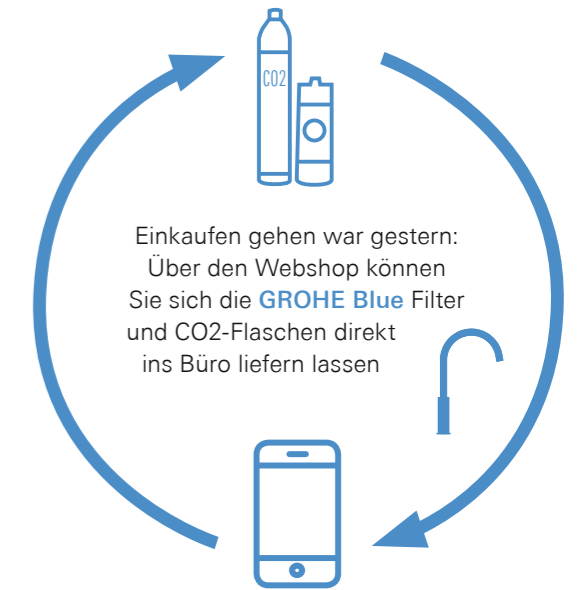 CO2
Einkaufen gehen war gestern:
Über den Webshop können
Sie sich die GROHE Blue Filter
und CO2-Flaschen direkt
ins Büro liefern lassen